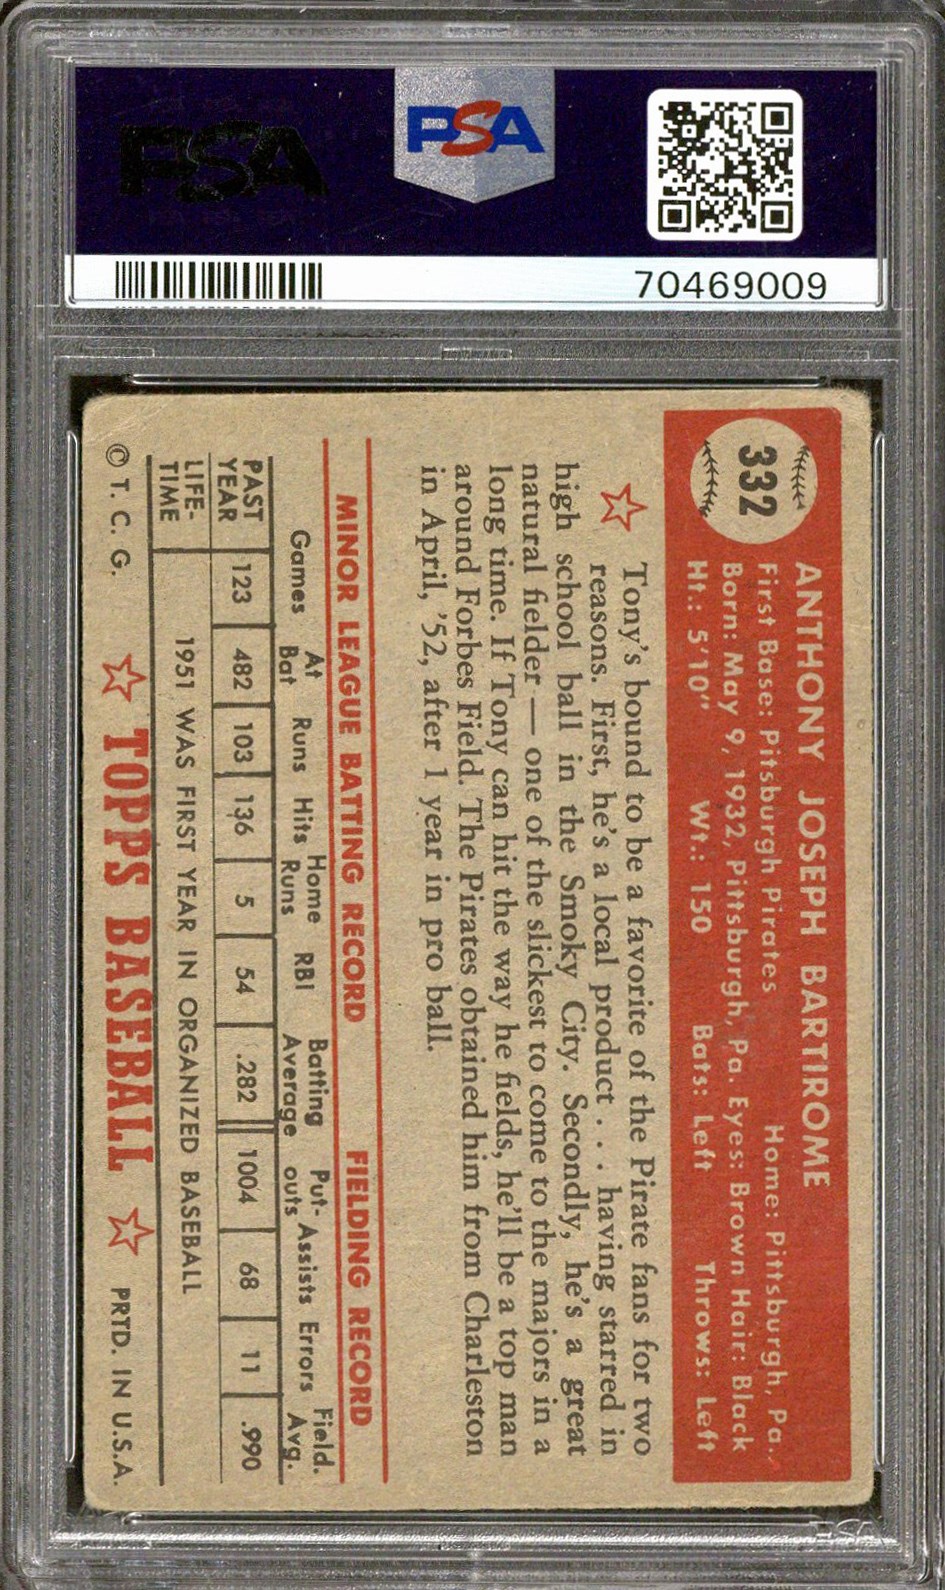 PSA
PSA
70469009
332
ANTHONY JOSEPH BARTIROME
First Base: Pitsburgh Pirates Home: Pittsburgh, Pa.
Born: May 9, 1932, Pittsburgh, Pa. Eyes: Brown Hair: Black
Ht.: 5'10" Wt.: 150 Bats: Left Throws: Left
Tony's bound to be a favorite of the Pirate fans for two
reasons. First, he's a local product . . . having starred in
high school ball in the Smoky City. Secondly, he's a great
natural fielder — one of the slickest to come to the majors in a
long time. If Tony can hit the way he fields, he'll be a top man
around Forbes Field. The Pirates obtained him from Charleston
in April, '52, after 1 year in pro ball.
MINOR LEAGUE BATTING RECORD FIELDING RECORD
Games At Bat Runs Hits Home Runs RBI Batting Average Put-outs Assists Errors Field. Avg.
PAST YEAR 123 482 103 136 5 54 .282 1004 68 11 .990
LIFE-TIME 1951 WAS FIRST YEAR IN ORGANIZED BASEBALL
© T. C. G. TOPPS BASEBALL PRTD. IN U.S.A.
PSA